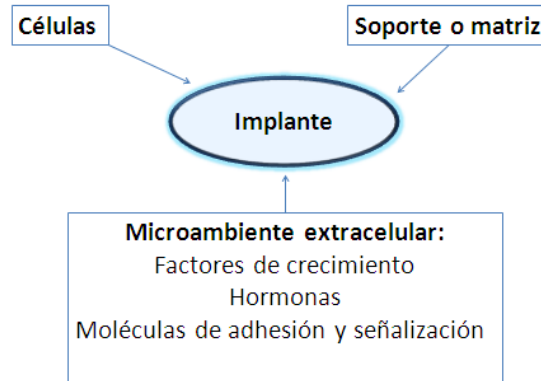 Células
Soporte o matriz
Implante
Microambiente extracelular:
Factores de crecimiento
Hormonas
Moléculas de adhesión y señalización